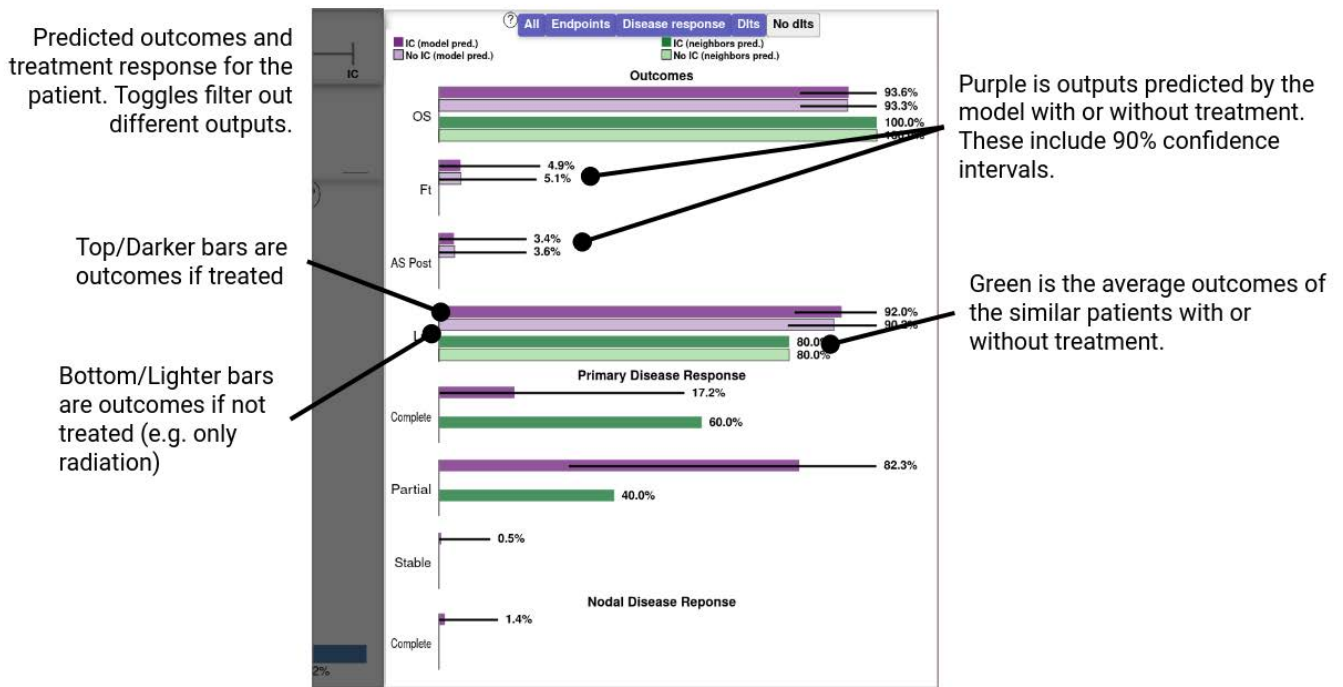 Predicted outcomes and
treatment response for the
patient. Toggles filter out
different outputs.
Top/Darker bars are
outcomes if treated
Bottom/Lighter bars
are outcomes if not
treated (e.g. only
radiation)
IC
2%
? All Endpoints Disease response Dlts No dlts
IC (model pred.) IC (neighbors pred.)
No IC (model pred.) No IC (neighbors pred.)
Outcomes
OS
93.6%
93.3%
100.0%
Ft
4.9%
5.1%
AS Post
3.4%
3.6%
92.0%
80.0%
80.0%
Primary Disease Response
Complete
17.2%
60.0%
Partial
82.3%
40.0%
Stable
0.5%
Nodal Disease Reponse
Complete
1.4%
Purple is outputs predicted by the
model with or without treatment.
These include 90% confidence
intervals.
Green is the average outcomes of
the similar patients with or
without treatment.